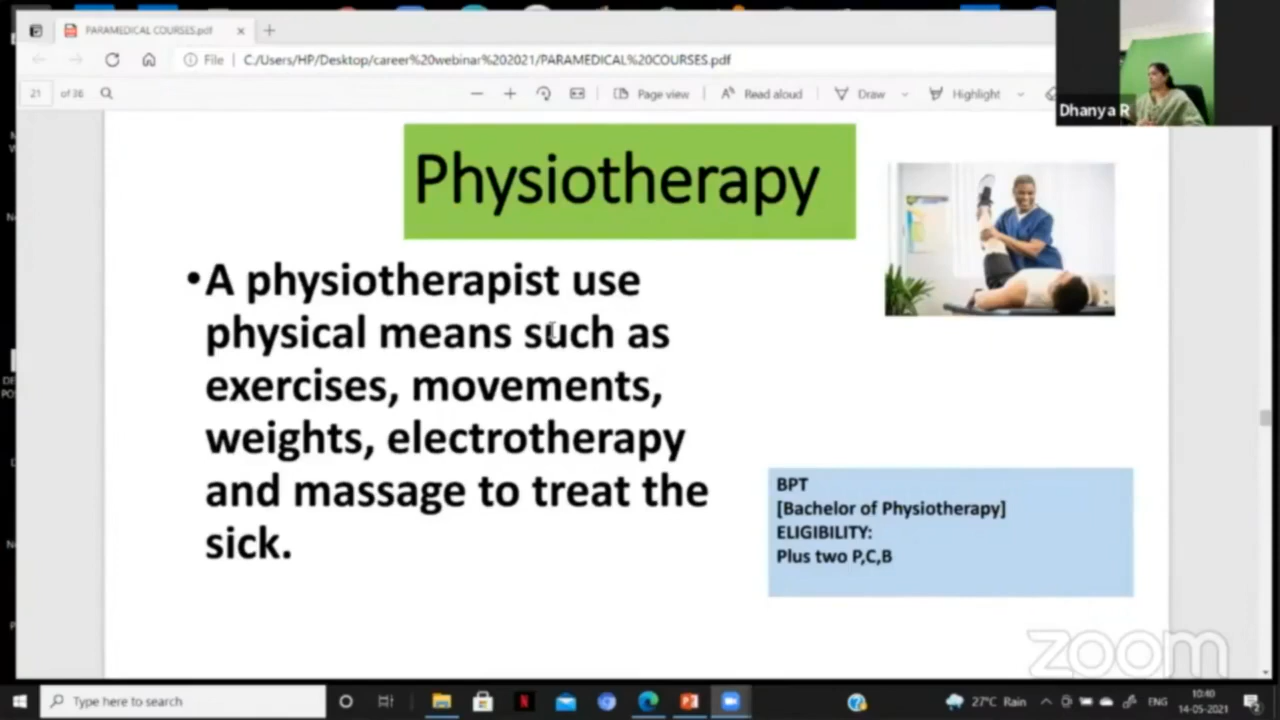 PARAMEDICAL COURSES.pdf
File
C:/Users/HP/Desktop/career%20webinar%202021/PARAMEDICAL%20COURSES.pdf
21 of 36
Page view
Read aloud
Draw
Highlight
Dhanya R
Physiotherapy
•A physiotherapist use
physical means such as
exercises, movements,
weights, electrotherapy
and massage to treat the
sick.
BPT
[Bachelor of Physiotherapy]
ELIGIBILITY:
Plus two P,C,B
zoom
Type here to search
27°C Rain
ENG
10:40
14-05-2021